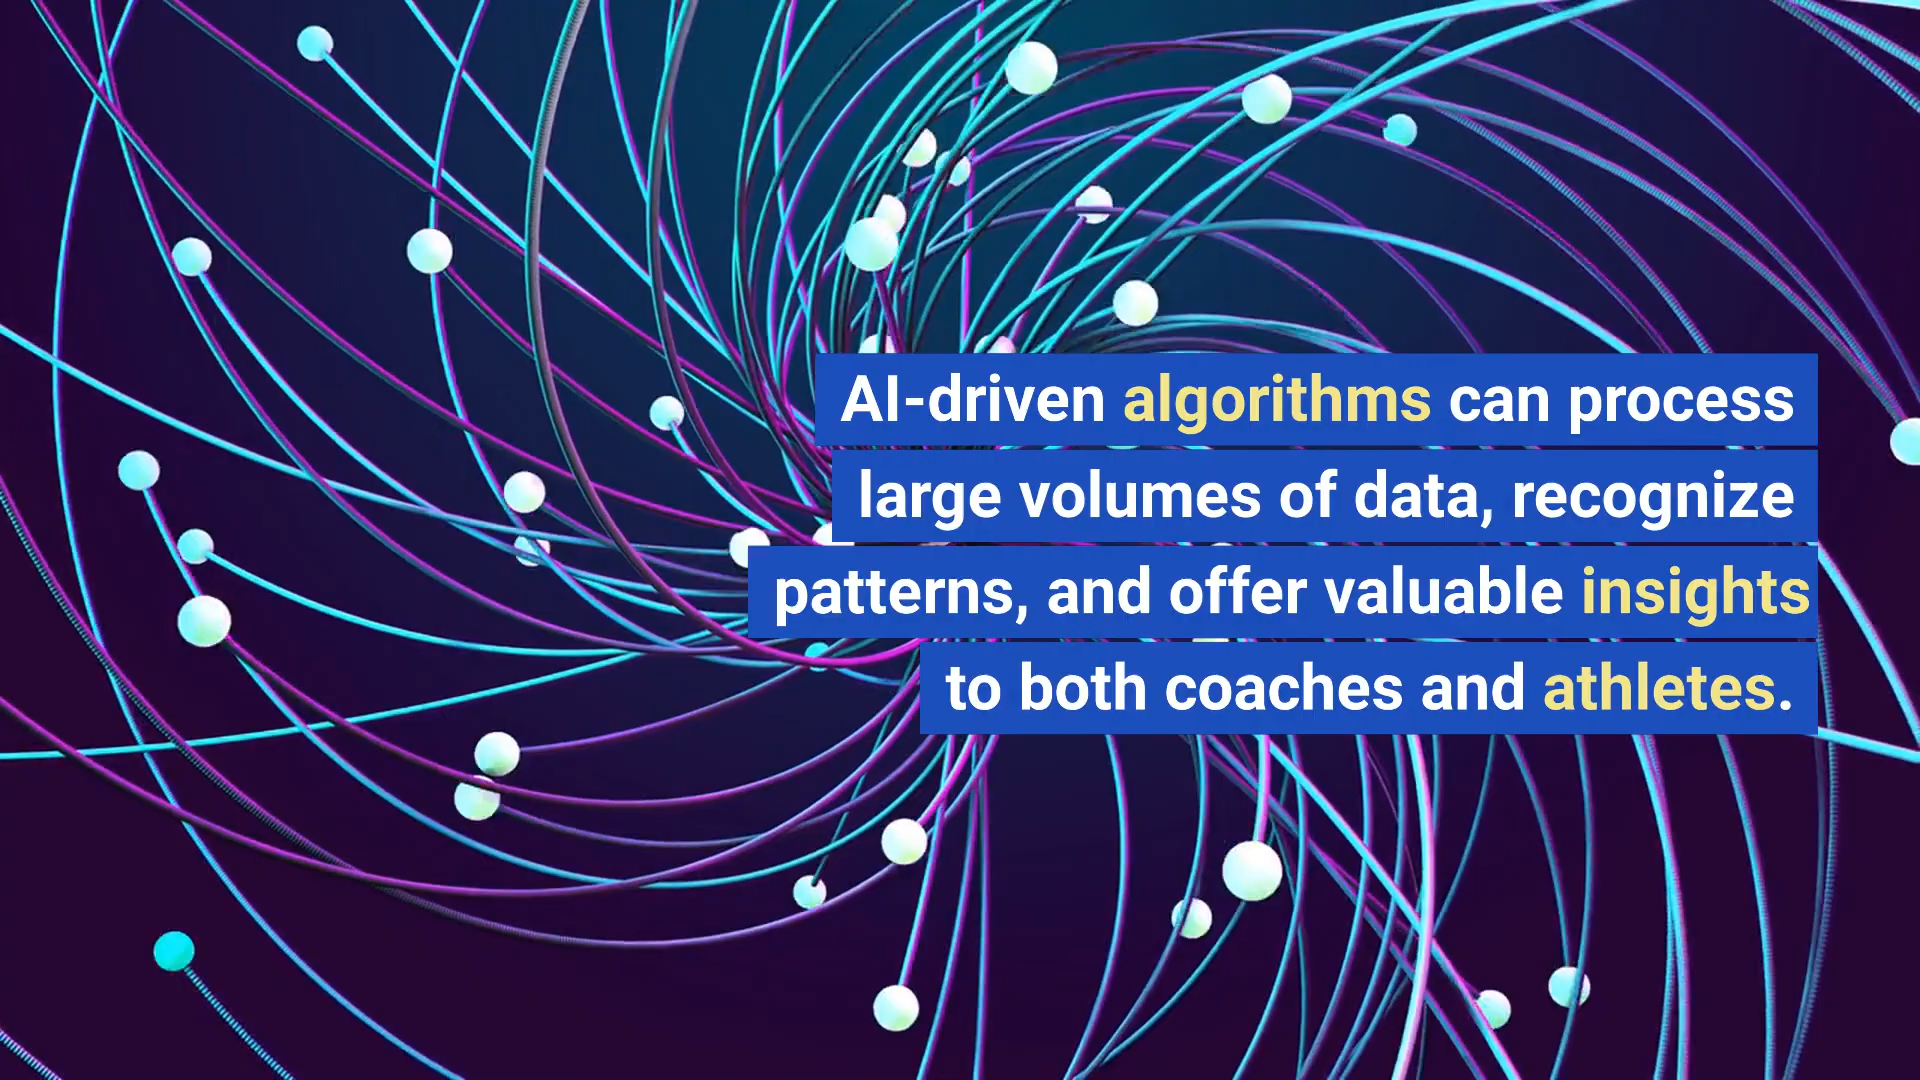 AI-driven algorithms can process
large volumes of data, recognize
patterns, and offer valuable insights
to both coaches and athletes.